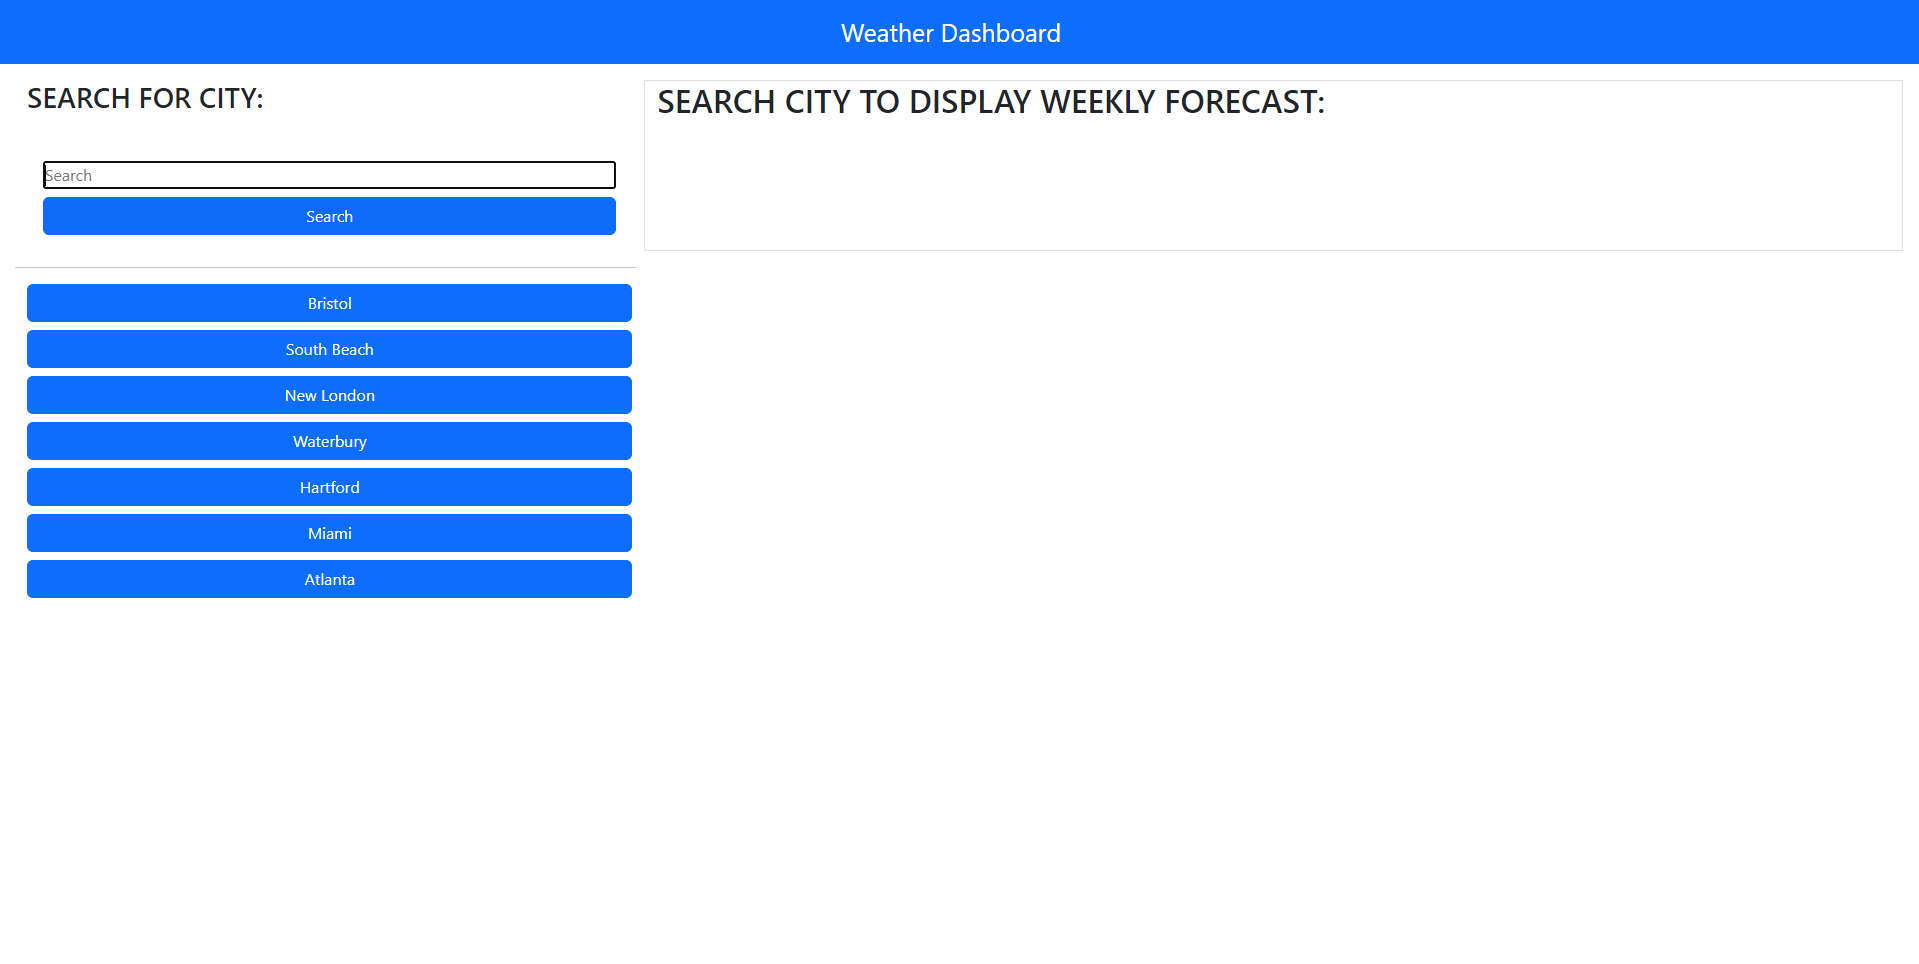 Weather Dashboard
SEARCH FOR CITY:
Search
Search
Bristol
South Beach
New London
Waterbury
Hartford
Miami
Atlanta
SEARCH CITY TO DISPLAY WEEKLY FORECAST: